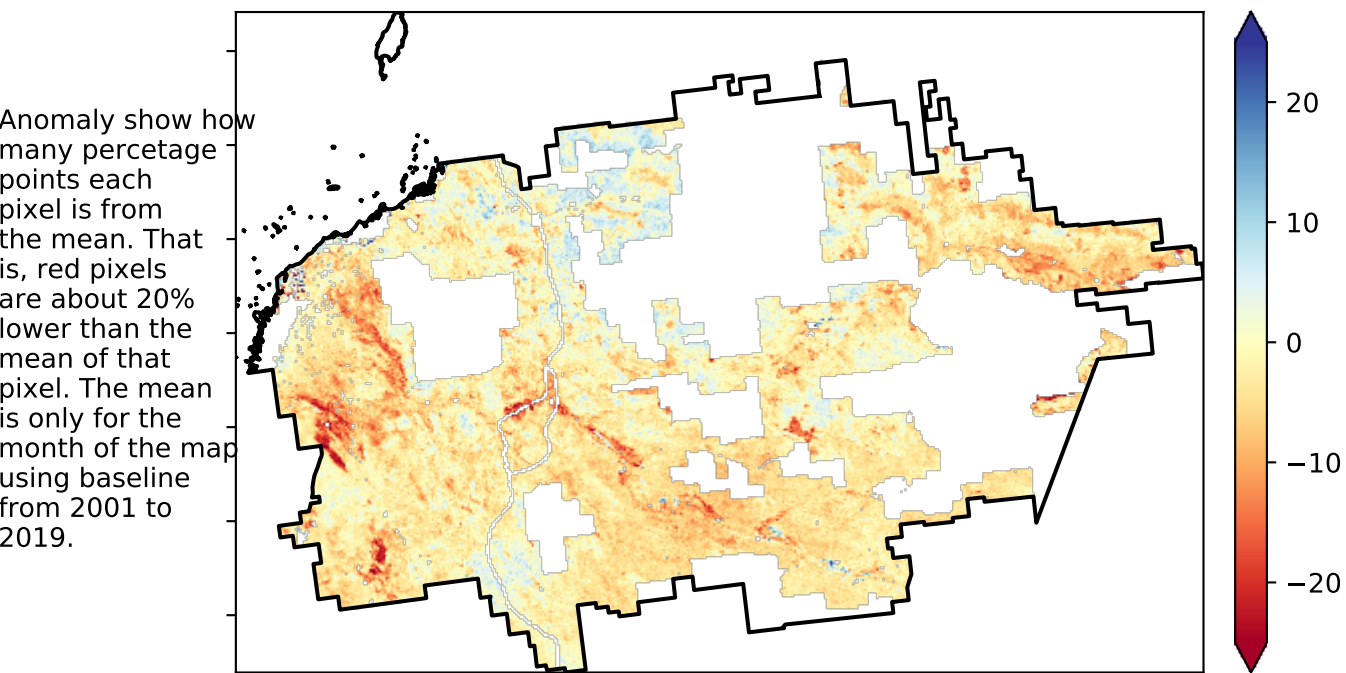 Anomaly show how
many percetage
points each
pixel is from
the mean. That
is, red pixels
are about 20%
lower than the
mean of that
pixel. The mean
is only for the
month of the map
using baseline
from 2001 to
2019.
20
10
0
−10
−20